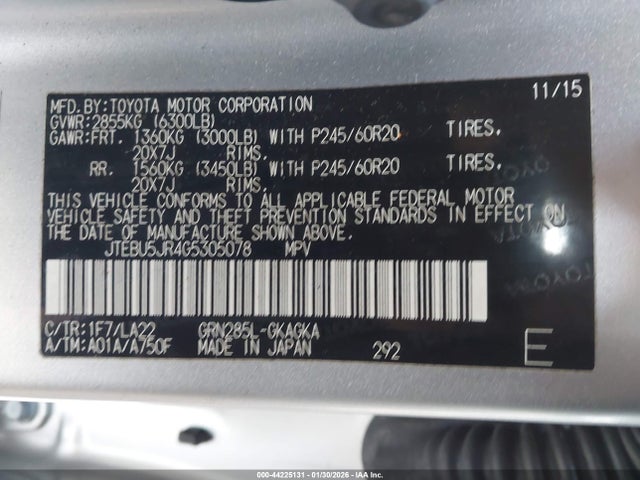 MFD. BY: TOYOTA MOTOR CORPORATION 11/15
GVWR: 2855KG (6300LB)
GAWR: FRT. 1360KG (3000LB) WITH P245/60R20 TIRES,
20X7J RIMS,
RR. 1560KG (3450LB) WITH P245/60R20 TIRES,
20X7J RIMS,
THIS VEHICLE CONFORMS TO ALL APPLICABLE FEDERAL MOTOR
VEHICLE SAFETY AND THEFT PREVENTION STANDARDS IN EFFECT ON
THE DATE OF MANUFACTURE SHOWN ABOVE.
JTEBU5JR4G5305078 MPV
C/TR: 1F7/LA22 GRN285L-GKAGKA
A/TM: A01A/A750F MADE IN JAPAN 292 E
TOYOTA
000-44225131 - 01/30/2026 - IAA Inc.